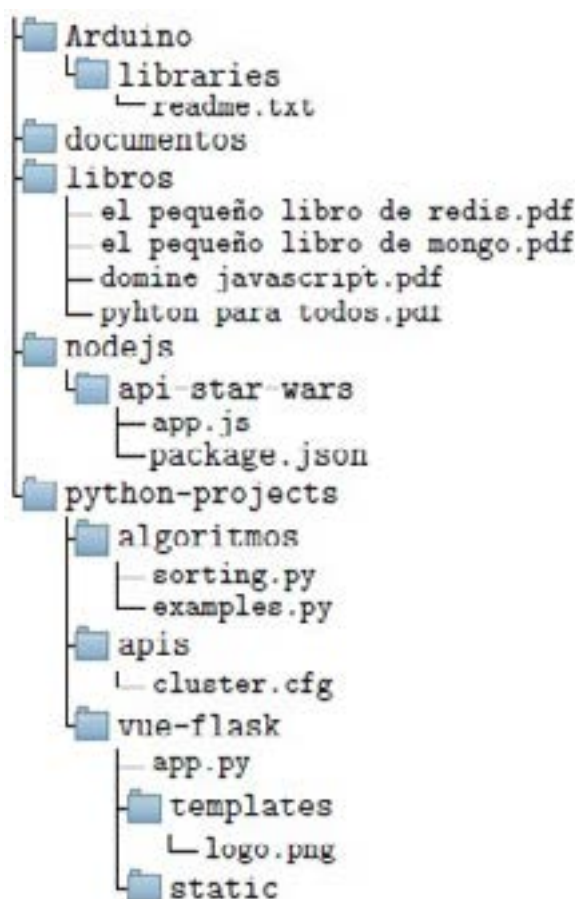 Arduino
libraries
readme.txt
documentos
libros
el pequeño libro de redis.pdf
el pequeño libro de mongo.pdf
domine javascript.pdf
pyhton para todos.pdf
nodejs
api-star-wars
app.js
package.json
python-projects
algoritmos
sorting.py
examples.py
apis
cluster.cfg
vue-flask
app.py
templates
logo.png
static